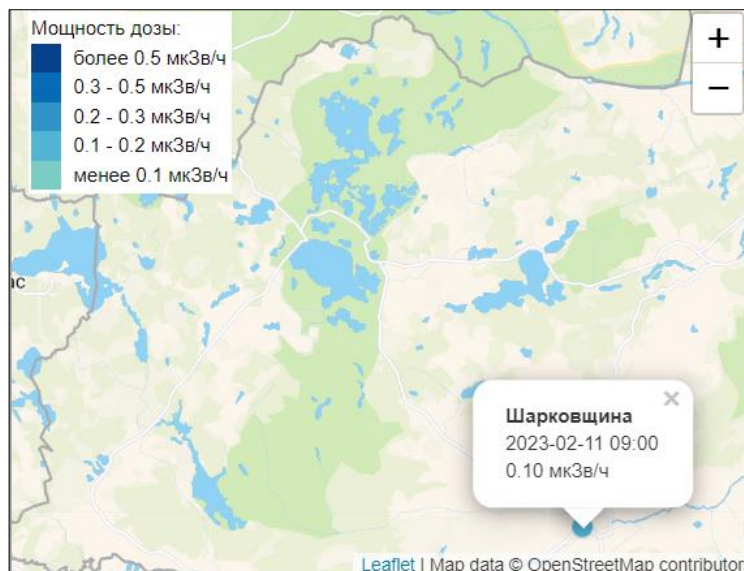 Мощность дозы:
более 0.5 мкЗв/ч
0.3 - 0.5 мкЗв/ч
0.2 - 0.3 мкЗв/ч
0.1 - 0.2 мкЗв/ч
менее 0.1 мкЗв/ч
+
−
ас
×
Шарковщина
2023-02-11 09:00
0.10 мкЗв/ч
Leaflet | Map data © OpenStreetMap contributor